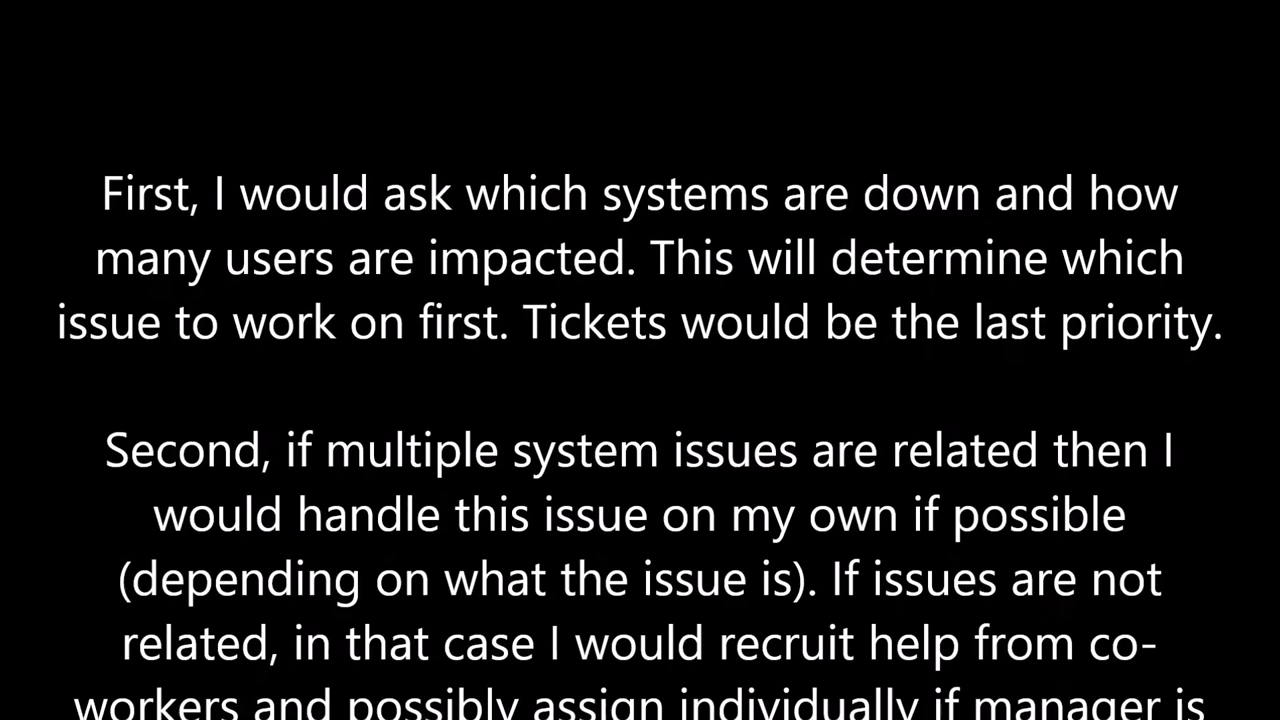 First, I would ask which systems are down and how
many users are impacted. This will determine which
issue to work on first. Tickets would be the last priority.
Second, if multiple system issues are related then I
would handle this issue on my own if possible
(depending on what the issue is). If issues are not
related, in that case I would recruit help from co-
workers and possibly assign individually if manager is